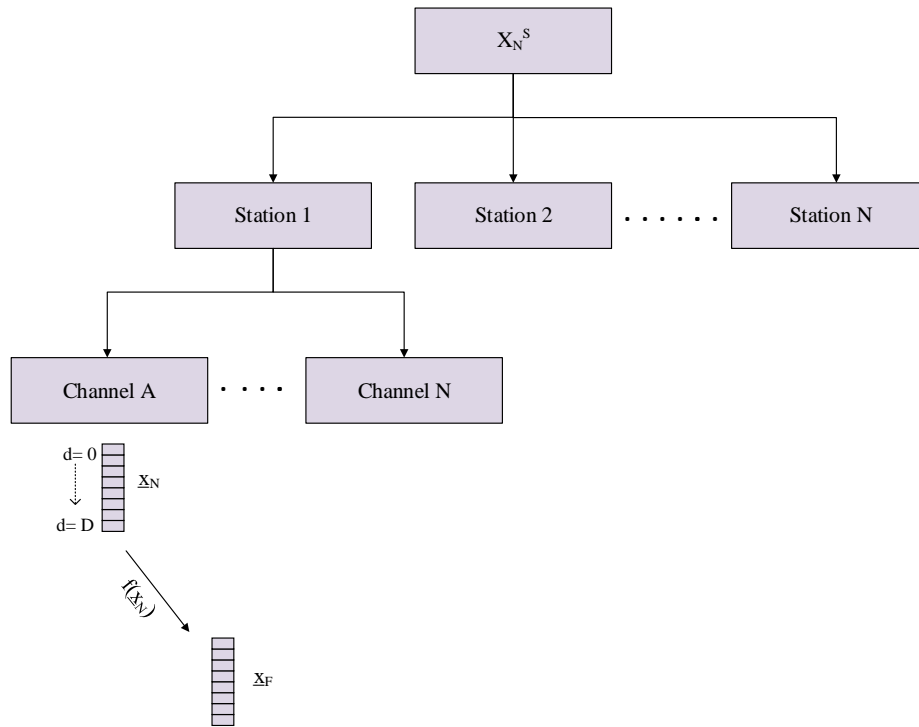 X_N^S
Station 1
Station 2
. . . . . .
Station N
Channel A
. . . .
Channel N
d= 0
x_N
d= D
f(x_N)
x_F